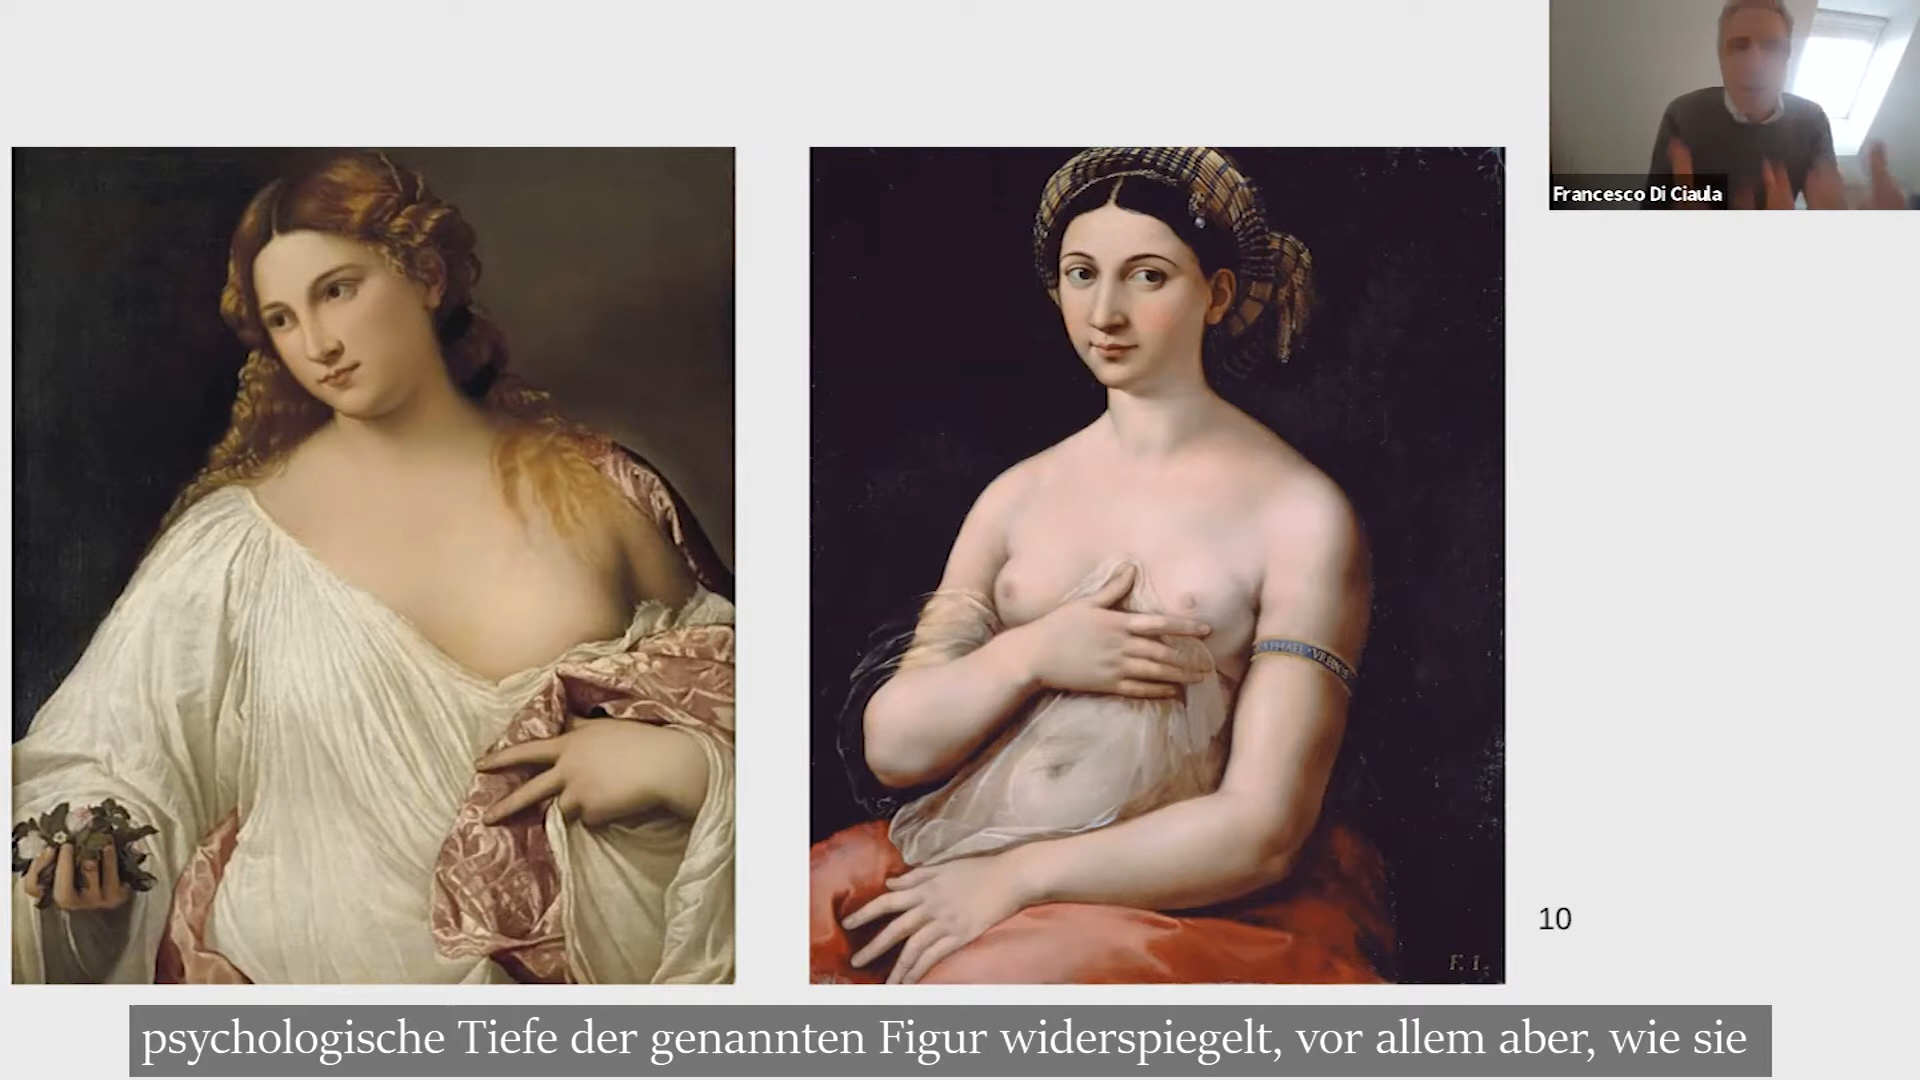 Francesco Di Ciaula
10
F. L.
psychologische Tiefe der genannten Figur widerspiegelt, vor allem aber, wie sie